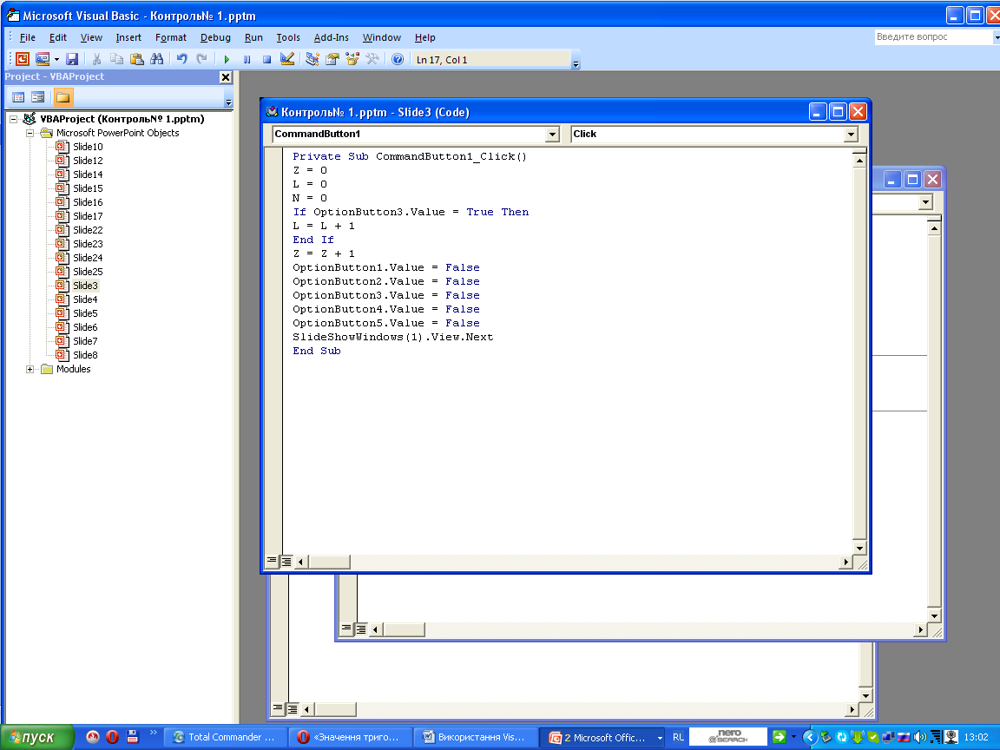 Microsoft Visual Basic - Контроль№ 1.pptm
File Edit View Insert Format Debug Run Tools Add-Ins Window Help
Введите вопрос
Ln 17, Col 1
Project - VBAProject
VBAProject (Контроль№ 1.pptm)
Microsoft PowerPoint Objects
Slide10
Slide12
Slide14
Slide15
Slide16
Slide17
Slide22
Slide23
Slide24
Slide25
Slide3
Slide4
Slide5
Slide6
Slide7
Slide8
Modules
Контроль№ 1.pptm - Slide3 (Code)
CommandButton1
Click
Private Sub CommandButton1_Click()
Z = 0
L = 0
N = 0
If OptionButton3.Value = True Then
L = L + 1
End If
Z = Z + 1
OptionButton1.Value = False
OptionButton2.Value = False
OptionButton3.Value = False
OptionButton4.Value = False
OptionButton5.Value = False
SlideShowWindows(1).View.Next
End Sub
пуск
Total Commander ...
«Значення триго...
Використання Vis...
2 Microsoft Offic...
RL
nero
SEARCH
13:02